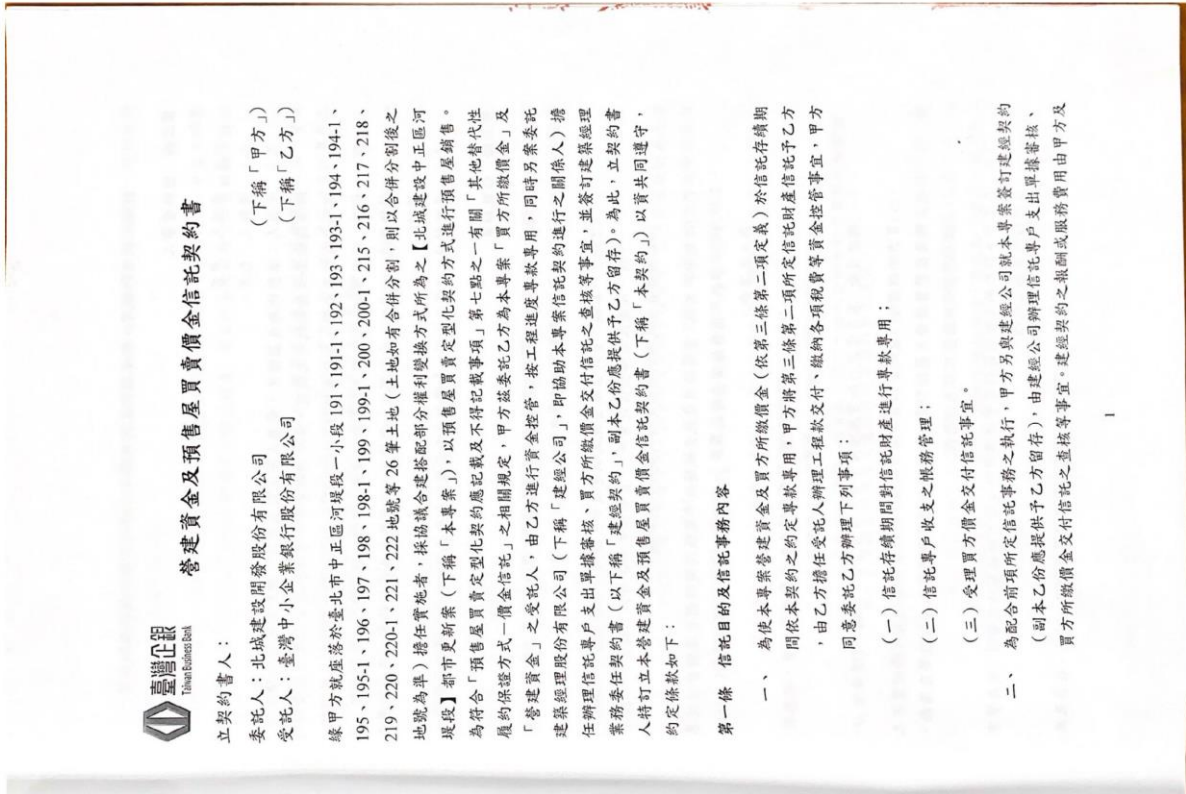 臺灣企銀
Taiwan Business Bank
營建資金及預售屋買賣價金信託契約書
立契約書人：
委託人：北城建設開發股份有限公司（下稱「甲方」）
受託人：臺灣中小企業銀行股份有限公司（下稱「乙方」）
緣甲方就座落於臺北市中正區河堤段一小段 191、191-1、192、193、193-1、194、194-1、
195、195-1、196、197、198、198-1、199、199-1、200、200-1、215、216、217、218、
219、220、220-1、221、222 地號等 26 筆土地（土地如有合併分割，則以合併分割後之
地號為準）擔任實施者，採協議合建搭配部分權利變換方式所為之【北城建設中正區河
堤段】都市更新案（下稱「本專案」），以預售屋買賣定型化契約方式進行預售屋銷售。
為符合「預售屋買賣定型化契約應記載及不得記載事項」第七點之一有關「其他替代性
履約保證方式—價金信託」之相關規定，甲方茲委託乙方為本專案「買方所繳價金」及
「營建資金」之受託人，由乙方進行資金控管，按工程進度專款專用，同時另案委託
建築經理股份有限公司（下稱「建經公司」，即協助本專案信託契約進行之關係人）擔
任辦理信託專戶支出單據審核、買方所繳價金交付信託之查核等事宜，並簽訂建築經理
業務委任契約書（以下稱「建經契約」，副本乙份應提供予乙方留存）。為此，立契約書
人特訂立本營建資金及預售屋買賣價金信託契約書（下稱「本契約」）以資共同遵守，
約定條款如下：
第一條 信託目的及信託事務內容
一、 為使本專案營建資金及買方所繳價金（依第三條第二項定義）於信託存續期
間依本契約之約定專款專用，甲方將第三條第二項所定信託財產信託予乙方
，由乙方擔任受託人辦理工程款交付、繳納各項稅費等資金控管事宜，甲方
同意委託乙方辦理下列事項：
（一）信託存續期間對信託財產進行專款專用；
（二）信託專戶收支之帳務管理；
（三）受理買方價金交付信託事宜。
二、 為配合前項所定信託事務之執行，甲方另與建經公司就本專案簽訂建經契約
（副本乙份應提供予乙方留存），由建經公司辦理信託專戶支出單據審核、
買方所繳價金交付信託之查核等事宜。建經契約之報酬或服務費用由甲方及
1